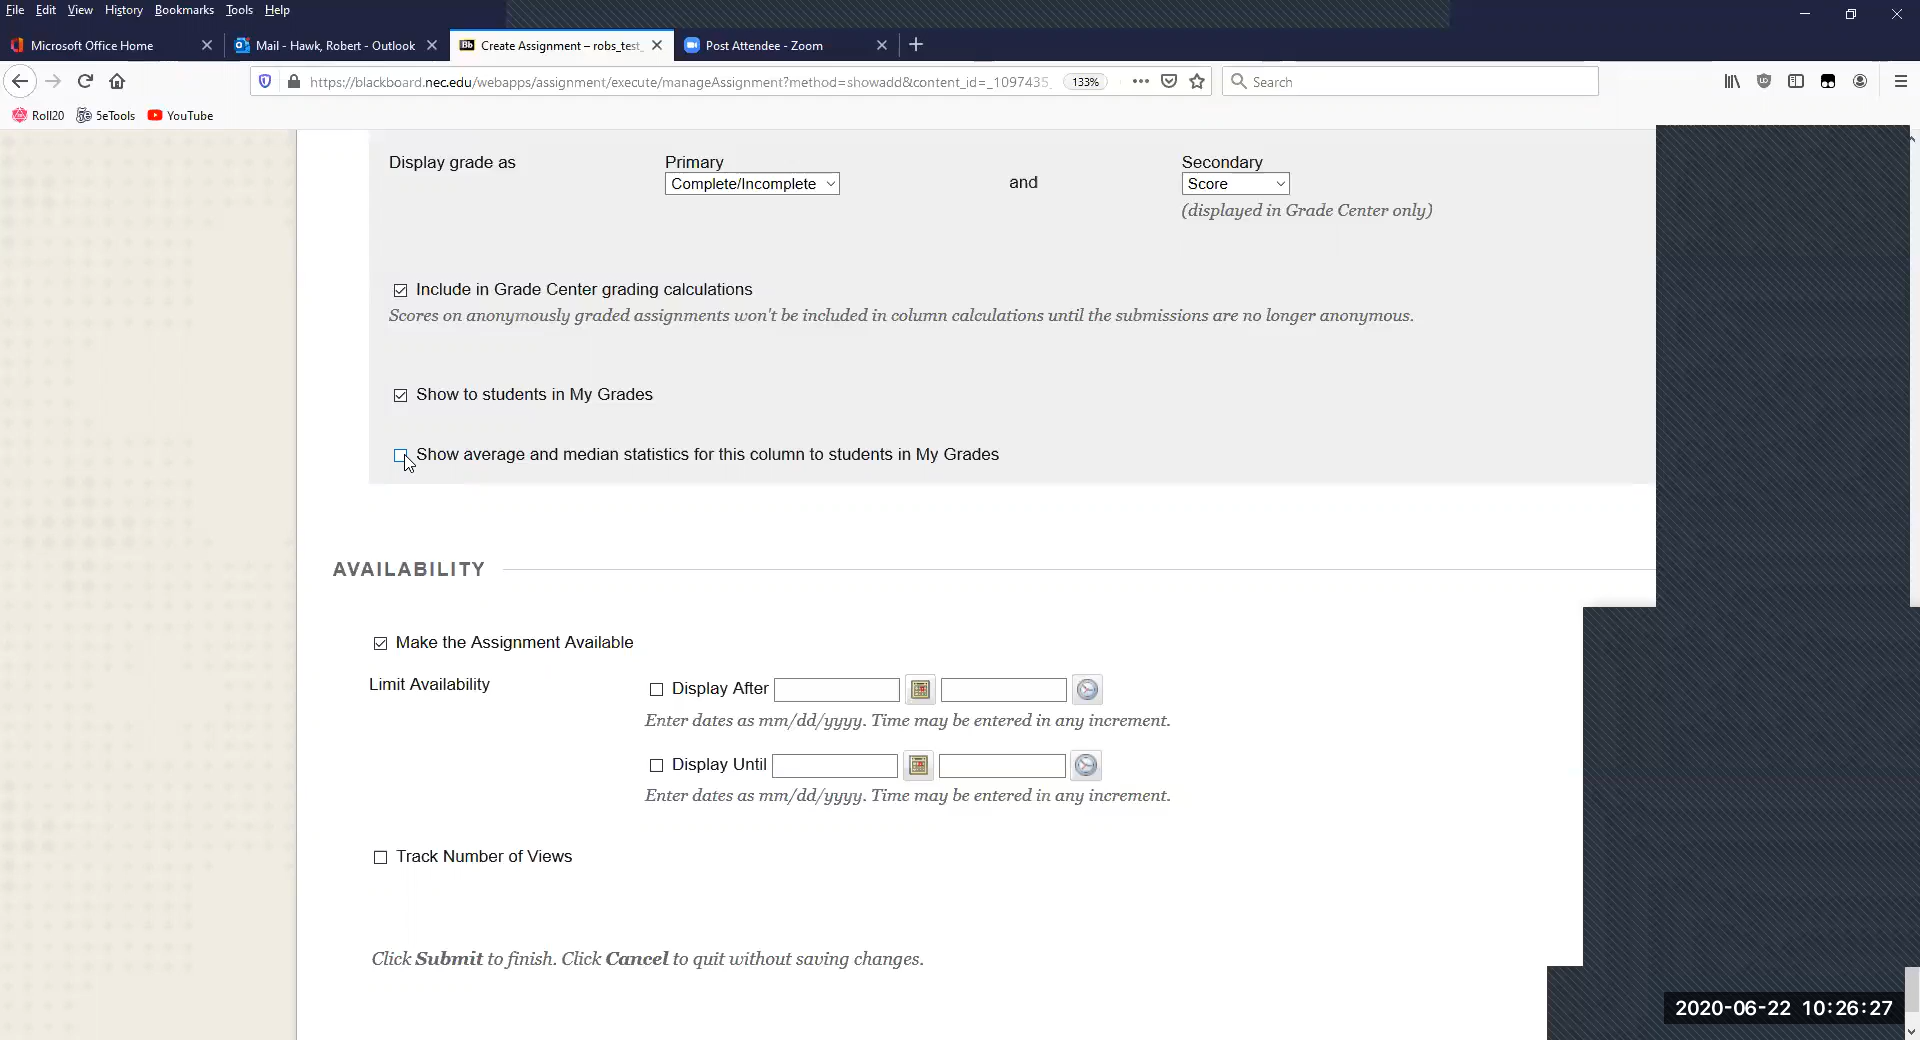 File Edit View History Bookmarks Tools Help
Microsoft Office Home
Mail - Hawk, Robert - Outlook
Create Assignment – robs_test_
Post Attendee - Zoom
https://blackboard.nec.edu/webapps/assignment/execute/manageAssignment?method=showadd&content_id=_1097435_
133%
Search
Roll20 5eTools YouTube
Display grade as
Primary
Complete/Incomplete
and
Secondary
Score
(displayed in Grade Center only)
Include in Grade Center grading calculations
Scores on anonymously graded assignments won't be included in column calculations until the submissions are no longer anonymous.
Show to students in My Grades
Show average and median statistics for this column to students in My Grades
AVAILABILITY
Make the Assignment Available
Limit Availability
Display After
Enter dates as mm/dd/yyyy. Time may be entered in any increment.
Display Until
Enter dates as mm/dd/yyyy. Time may be entered in any increment.
Track Number of Views
Click Submit to finish. Click Cancel to quit without saving changes.
2020-06-22 10:26:27